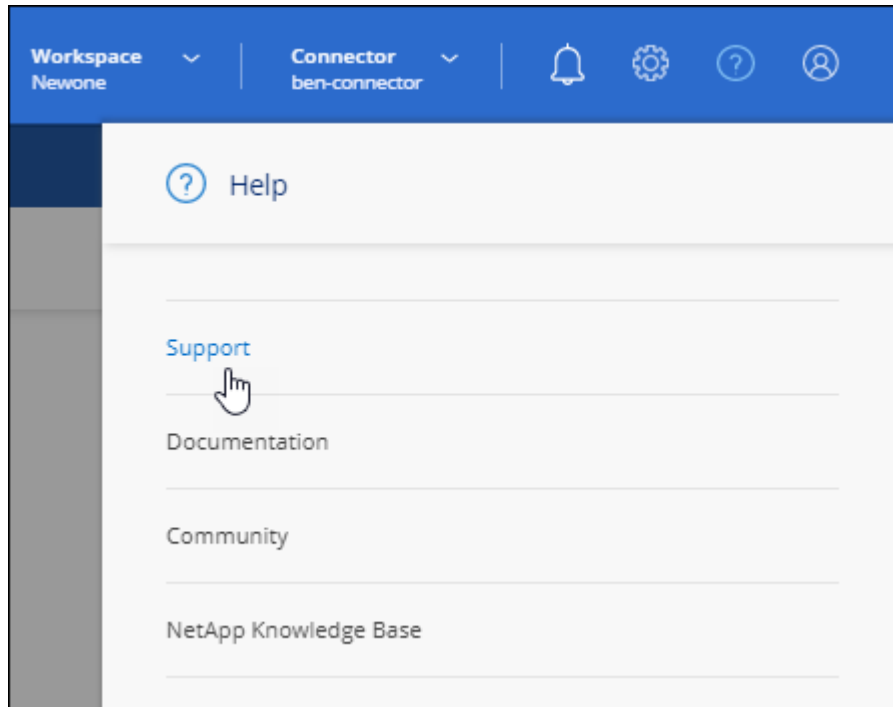 Workspace
Newone
Connector
ben-connector
Help
Support
Documentation
Community
NetApp Knowledge Base